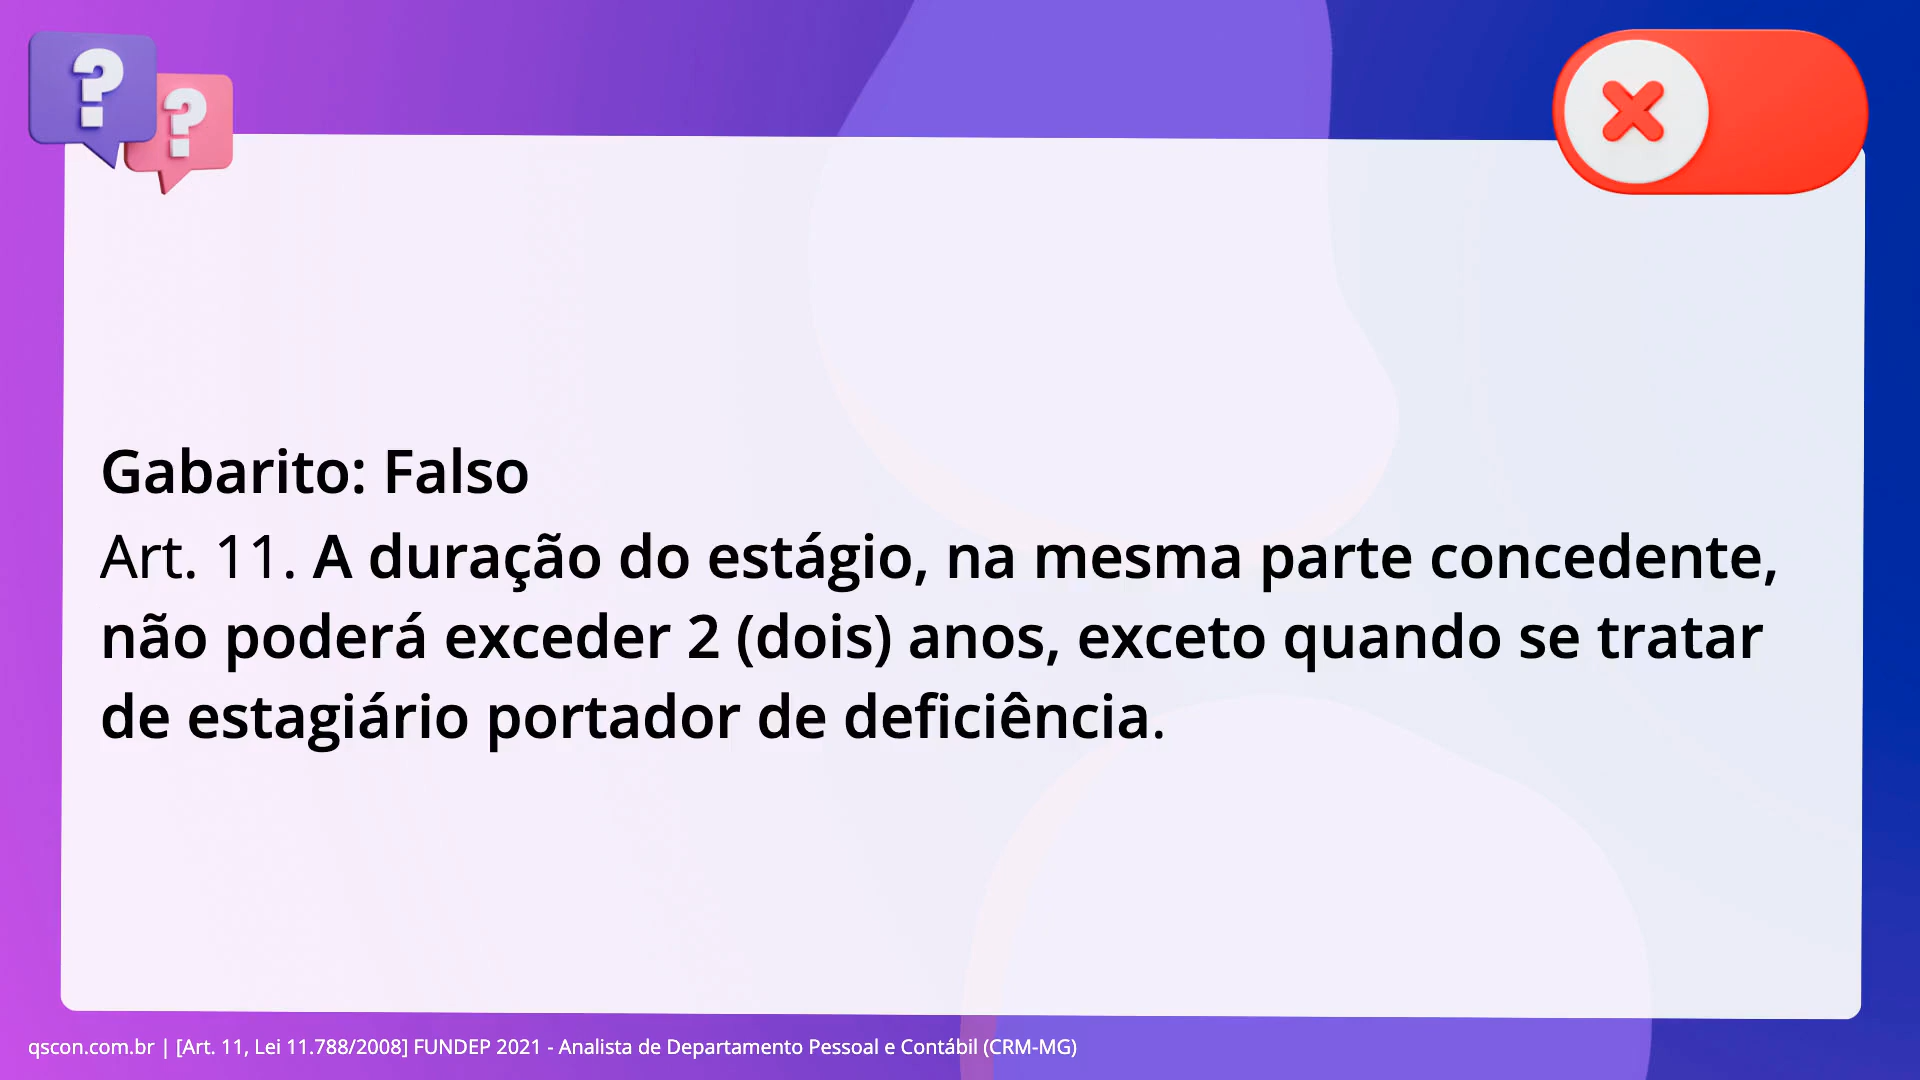 ? ?
Gabarito: Falso
Art. 11. A duração do estágio, na mesma parte concedente,
não poderá exceder 2 (dois) anos, exceto quando se tratar
de estagiário portador de deficiência.
qscon.com.br | [Art. 11, Lei 11.788/2008] FUNDEP 2021 - Analista de Departamento Pessoal e Contábil (CRM-MG)